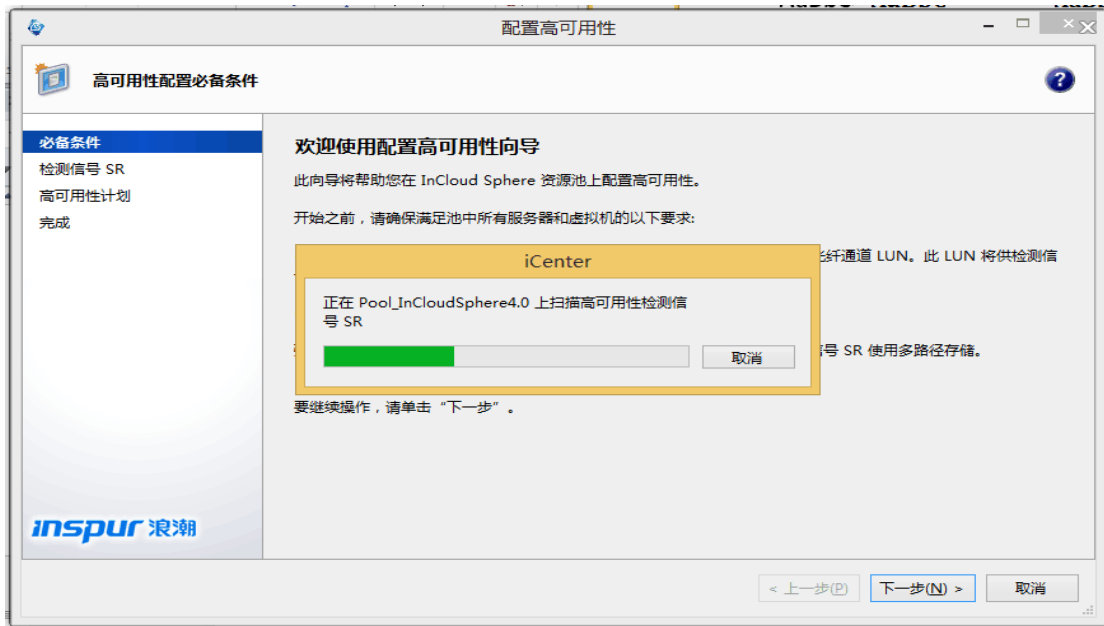 配置高可用性
高可用性配置必备条件
必备条件
检测信号 SR
高可用性计划
完成
欢迎使用配置高可用性向导
此向导将帮助您在 InCloud Sphere 资源池上配置高可用性。
开始之前，请确保满足池中所有服务器和虚拟机的以下要求:
纤通道 LUN。此 LUN 将供检测信
iCenter
正在 Pool_InCloudSphere4.0 上扫描高可用性检测信
号 SR
取消
号 SR 使用多路径存储。
要继续操作，请单击“下一步”。
inspur 浪潮
< 上一步(P)
下一步(N) >
取消